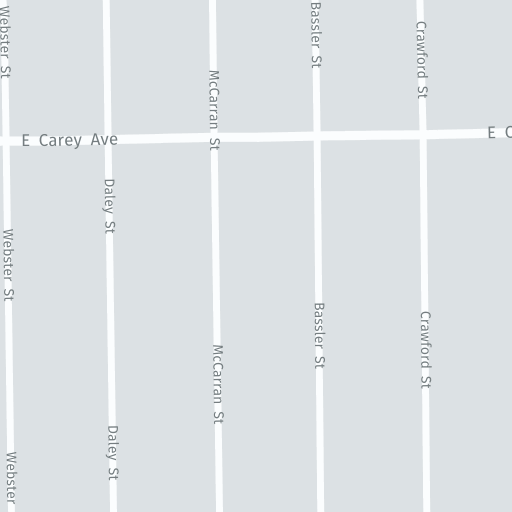 Webster St
Bassler St
Crawford St
McCarran St
E Carey Ave
E C
Daley St
Webster St
Bassler St
Crawford St
McCarran St
Daley St
Webster